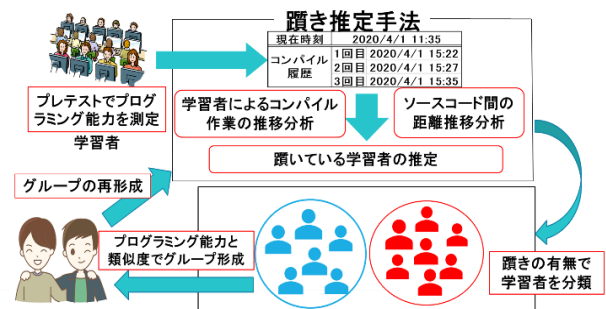 躓き推定手法
現在時刻 2020/4/1 11:35
コンパイル
履歴
1回目 2020/4/1 15:22
2回目 2020/4/1 15:27
3回目 2020/4/1 15:35
プレテストでプログ
ラミング能力を測定
学習者
学習者によるコンパイル
作業の推移分析
ソースコード間の
距離推移分析
躓いている学習者の推定
グループの再形成
プログラミング能力と
類似度でグループ形成
躓きの有無で
学習者を分類